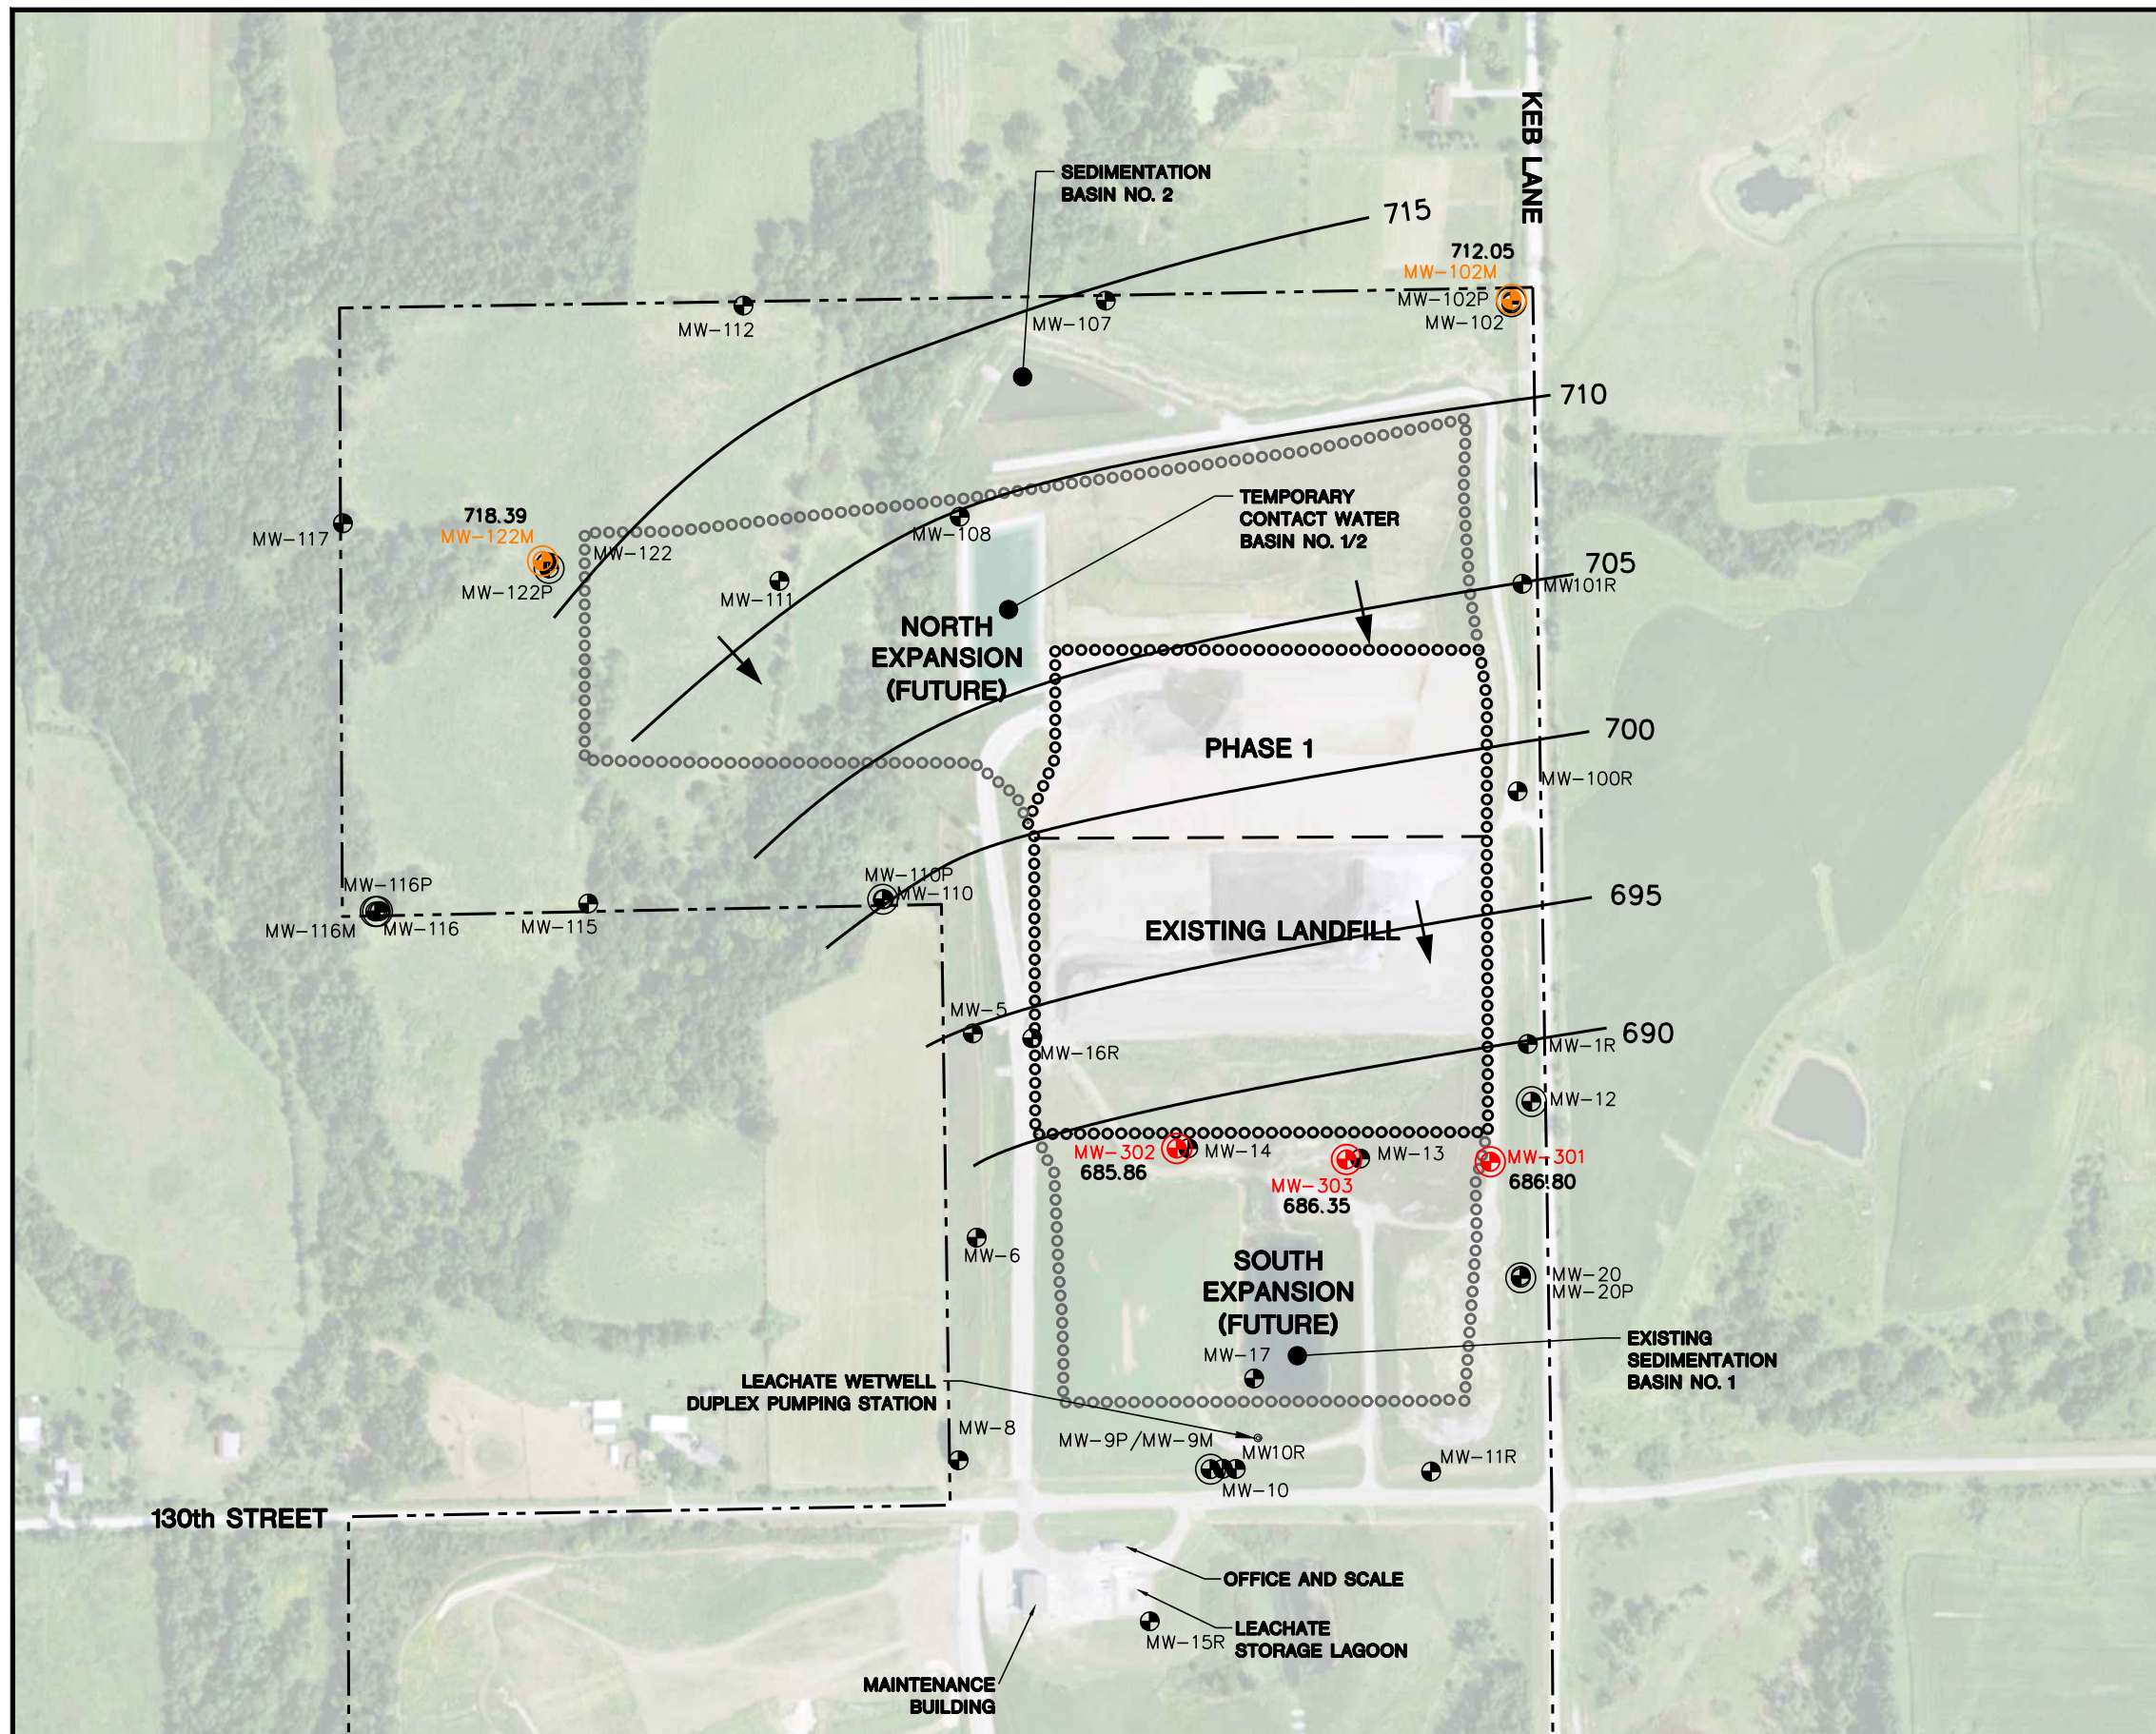 KEB LANE
SEDIMENTATION
BASIN NO. 2
715
712.05
MW-102M
MW-102P
MW-102
MW-112
MW-107
710
718.39
MW-122M
MW-117
MW-122
MW-122P
MW-108
MW-111
TEMPORARY
CONTACT WATER
BASIN NO. 1/2
705
MW101R
NORTH
EXPANSION
(FUTURE)
PHASE 1
700
MW-100R
MW-116P
MW-116M
MW-116
MW-115
MW-110P
MW-110
695
EXISTING LANDFILL
MW-5
MW-16R
690
MW-1R
MW-12
MW-302
685.86
MW-14
MW-303
686.35
MW-13
MW-301
686.80
MW-6
SOUTH
EXPANSION
(FUTURE)
MW-20
MW-20P
MW-17
EXISTING
SEDIMENTATION
BASIN NO. 1
LEACHATE WETWELL
DUPLEX PUMPING STATION
MW-8
MW-9P/MW-9M
MW10R
MW-10
MW-11R
130th STREET
OFFICE AND SCALE
MW-15R
LEACHATE
STORAGE LAGOON
MAINTENANCE
BUILDING